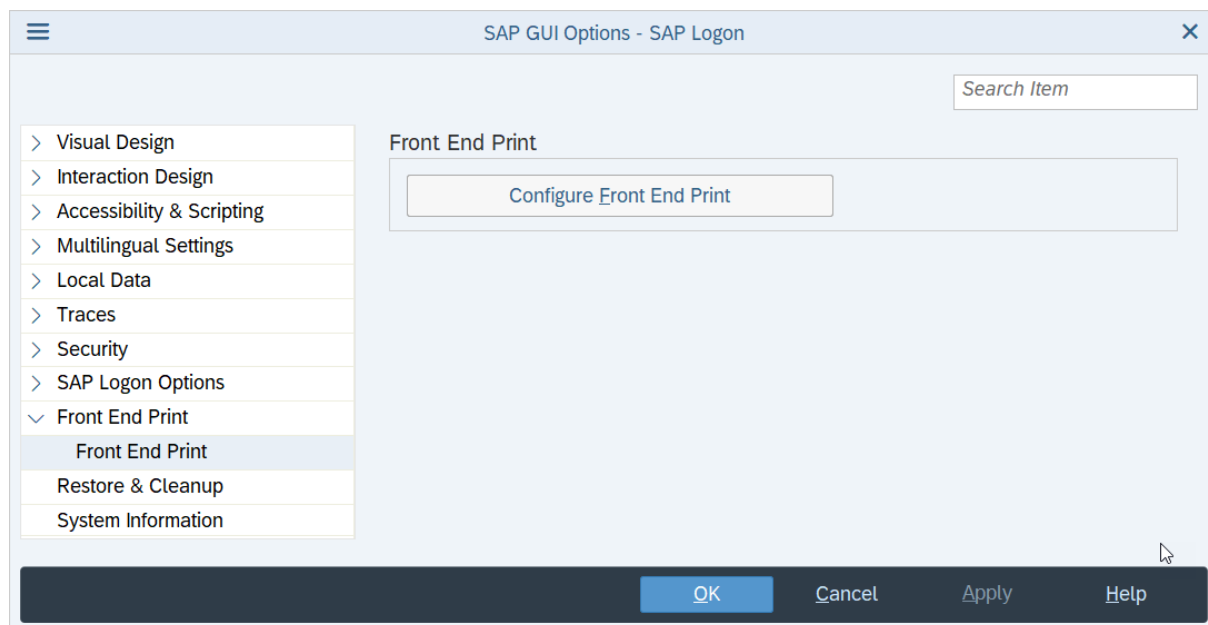 SAP GUI Options - SAP Logon
Search Item
Visual Design
Interaction Design
Accessibility & Scripting
Multilingual Settings
Local Data
Traces
Security
SAP Logon Options
Front End Print
Front End Print
Restore & Cleanup
System Information
Front End Print
Configure Front End Print
OK
Cancel
Apply
Help